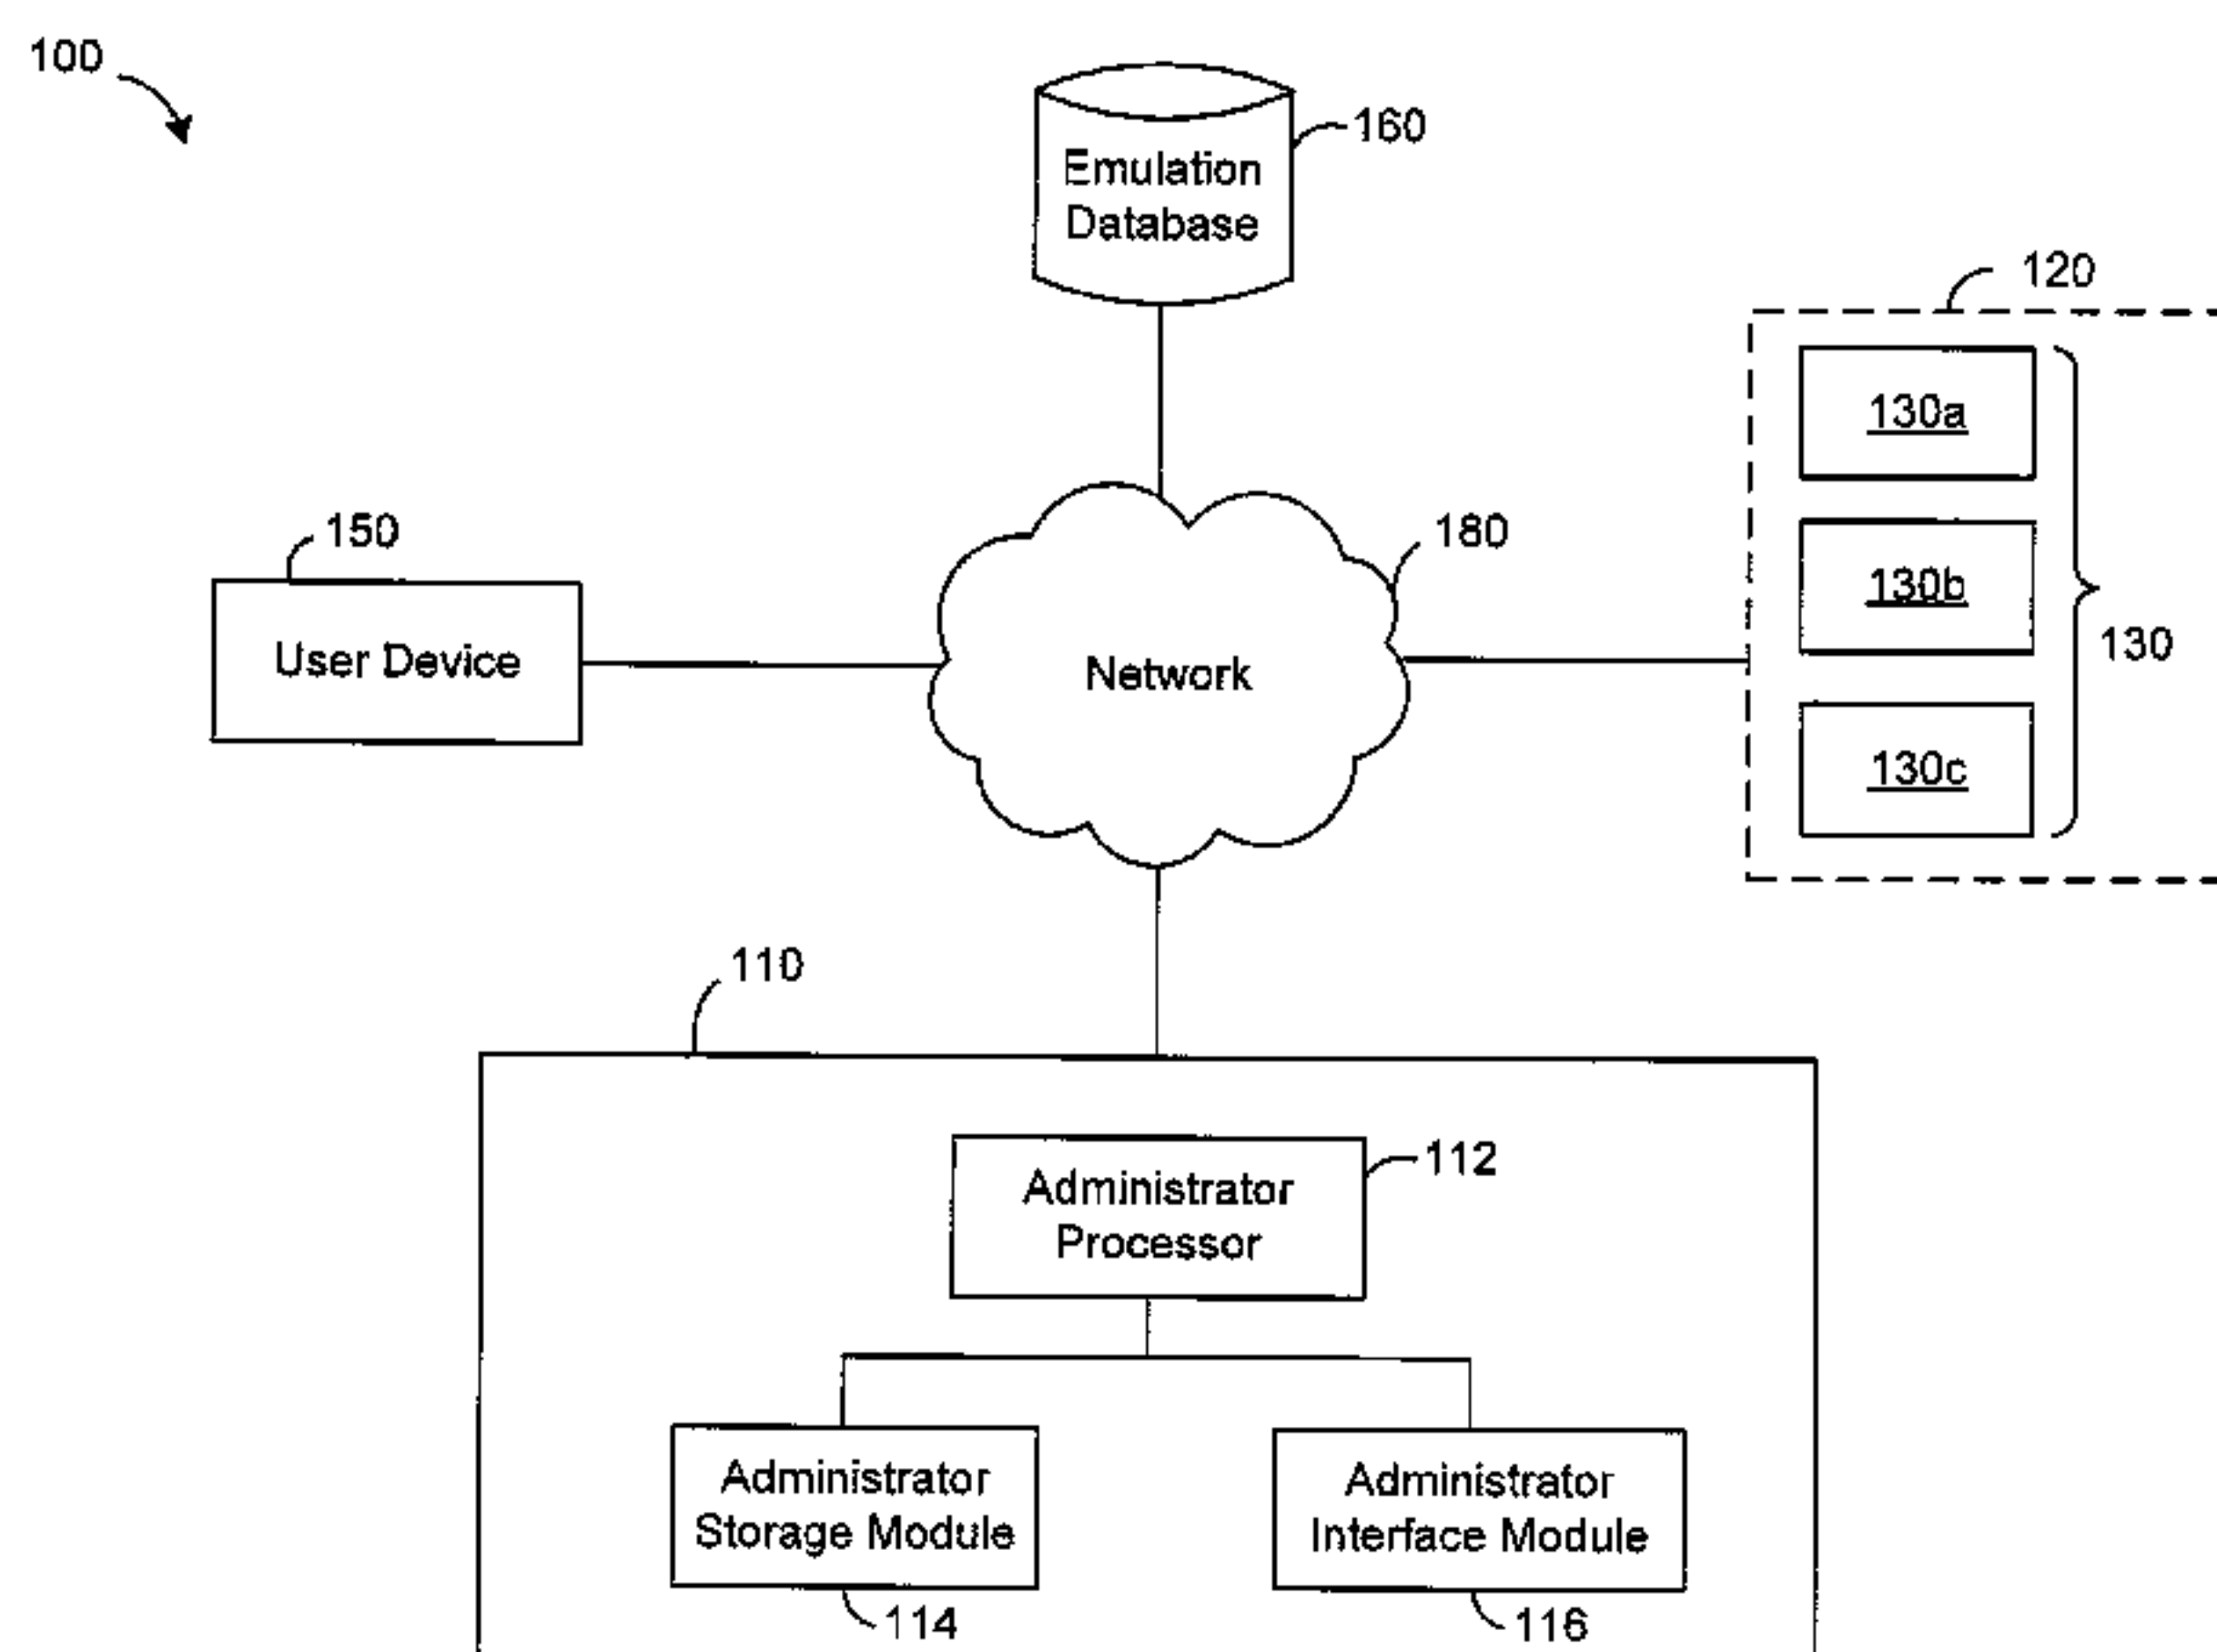 100
160
Emulation
Database
120
130a
150
180
130b
User Device
Network
130
130c
110
112
Administrator
Processor
Administrator
Storage Module
Administrator
Interface Module
114
116